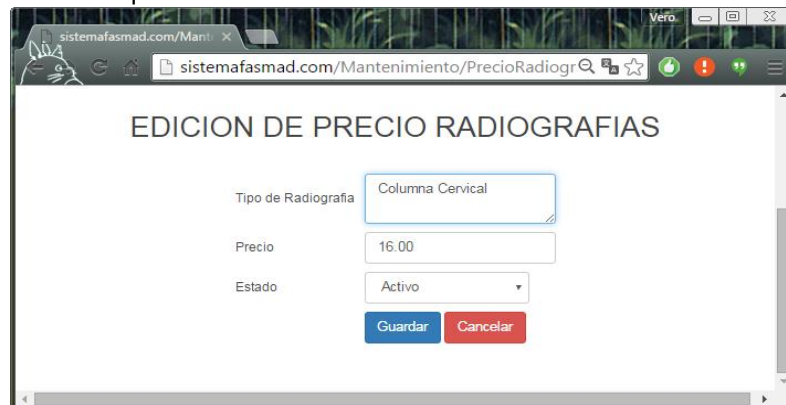 Vero
sistemafasmad.com/Mant
sistemafasmad.com/Mantenimiento/PrecioRadiogr
EDICION DE PRECIO RADIOGRAFIAS
Tipo de Radiografia Columna Cervical
Precio 16.00
Estado Activo
Guardar Cancelar